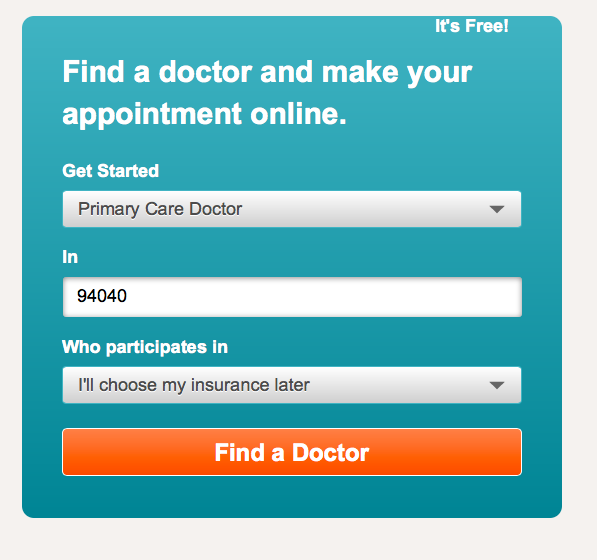 It's Free!
Find a doctor and make your
appointment online.
Get Started
Primary Care Doctor
In
94040
Who participates in
I'll choose my insurance later
Find a Doctor